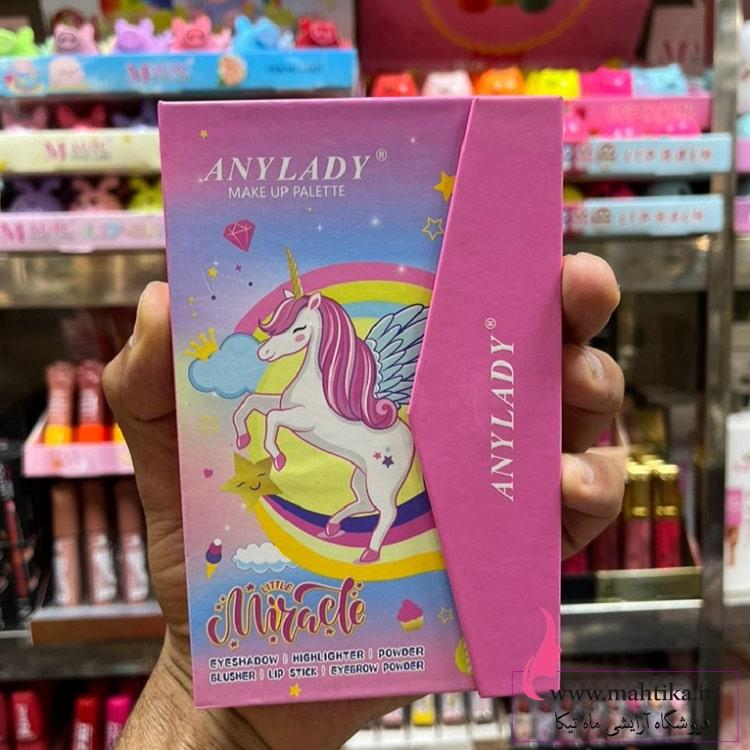 ANYLADY®
MAKE UP PALETTE
ANYLADY®
LITTLE
Miracle
EYESHADOW | HIGHLIGHTER | POWDER
BLUSHER | LIP STICK | EYEBROW POWDER
www.mahtika.ir
فروشگاه آرایشی ماه تیکا